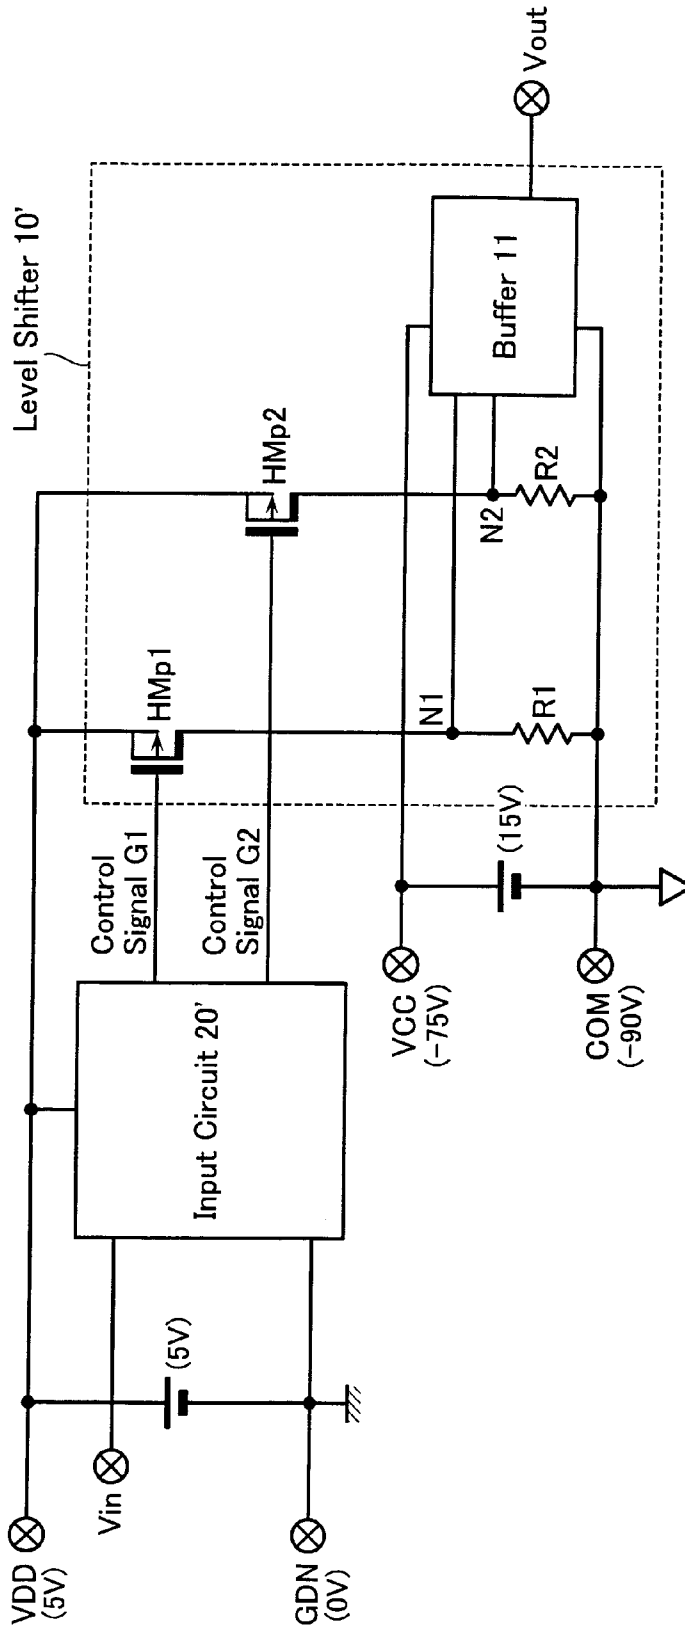 Level Shifter 10'
VDD
(5V)
Vin
GDN
(0V)
(5V)
Input Circuit 20'
Control
Signal G1
Control
Signal G2
HMp1
HMp2
VCC
(-75V)
COM
(-90V)
(15V)
N1
N2
R1
R2
Buffer 11
Vout